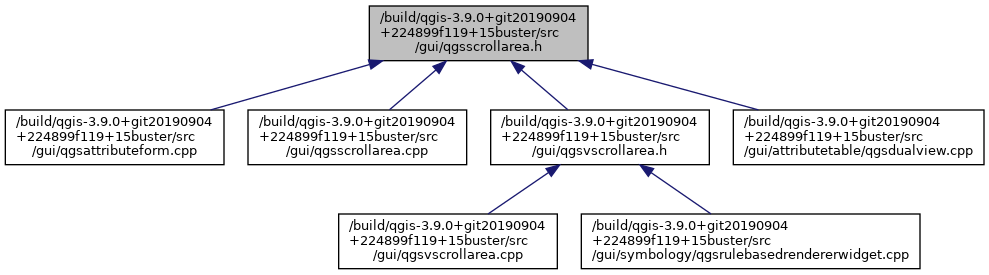 /build/qgis-3.9.0+git20190904
+224899f119+15buster/src
/gui/qgsscrollarea.h
/build/qgis-3.9.0+git20190904
+224899f119+15buster/src
/gui/qgsattributeform.cpp
/build/qgis-3.9.0+git20190904
+224899f119+15buster/src
/gui/qgsscrollarea.cpp
/build/qgis-3.9.0+git20190904
+224899f119+15buster/src
/gui/qgsvscrollarea.h
/build/qgis-3.9.0+git20190904
+224899f119+15buster/src
/gui/attributetable/qgsdualview.cpp
/build/qgis-3.9.0+git20190904
+224899f119+15buster/src
/gui/qgsvscrollarea.cpp
/build/qgis-3.9.0+git20190904
+224899f119+15buster/src
/gui/symbology/qgsrulebasedrendererwidget.cpp